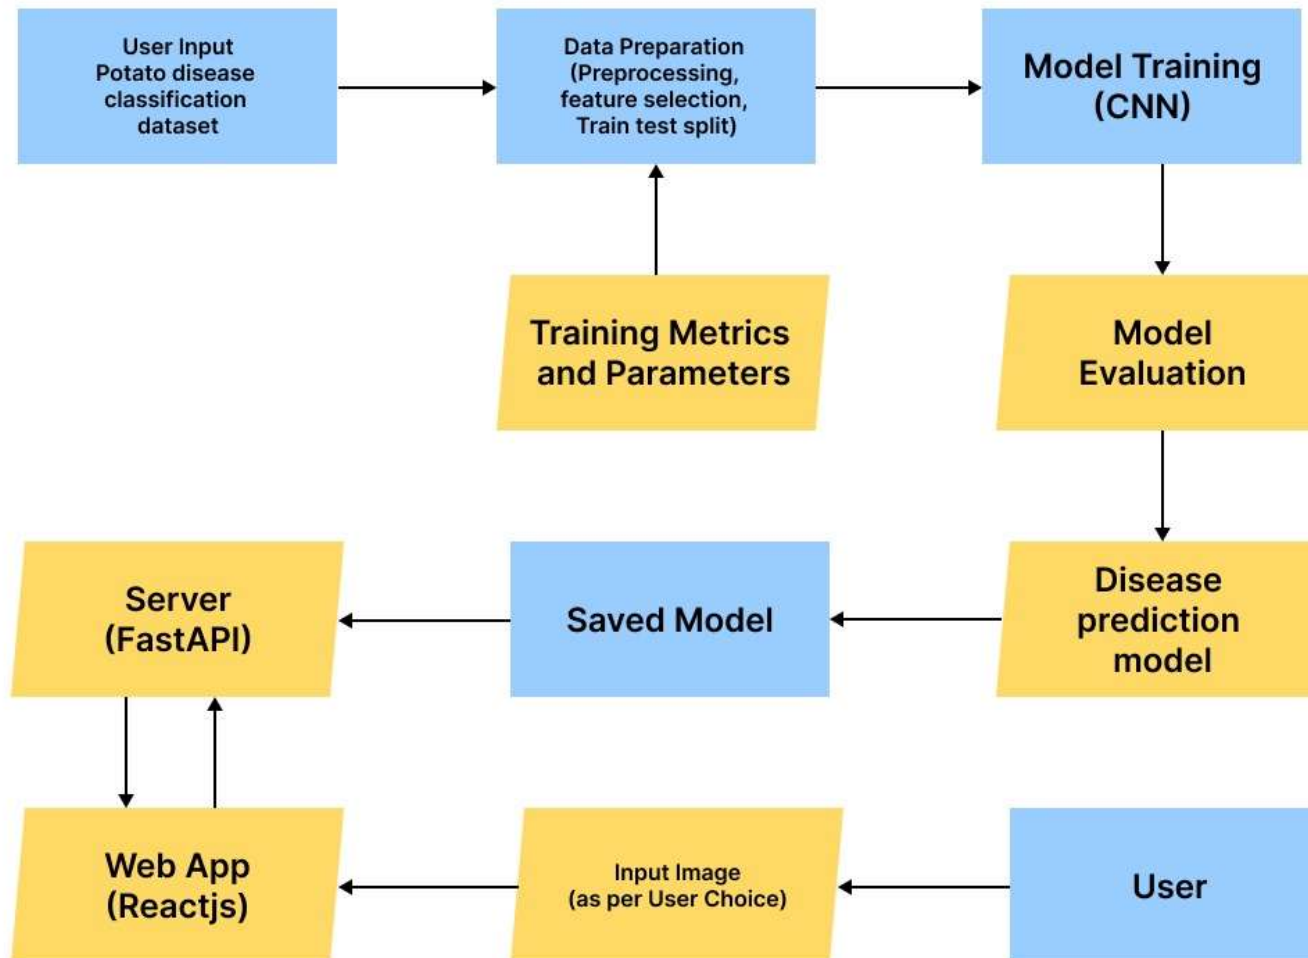 User Input
Potato disease
classification
dataset
Data Preparation
(Preprocessing,
feature selection,
Train test split)
Model Training
(CNN)
Training Metrics
and Parameters
Model
Evaluation
Server
(FastAPI)
Saved Model
Disease
prediction
model
Web App
(Reactjs)
Input Image
(as per User Choice)
User